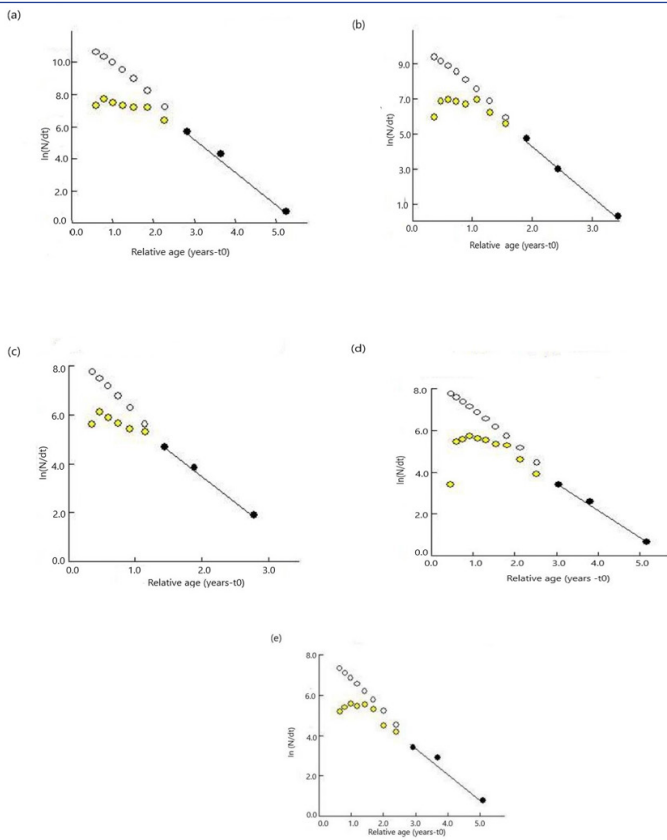 (a)
10.0
8.0
6.0
4.0
2.0
0.0
ln(N/dt)
0.0 1.0 2.0 3.0 4.0 5.0
Relative age (years-t0)
(b)
9.0
7.0
5.0
3.0
1.0
ln(N/dt)
0.0 1.0 3.0
Relative age (years-t0)
(c)
8.0
6.0
4.0
2.0
0.0
ln(N/dt)
0.0 1.0 2.0 3.0
Relative age (years-t0)
(d)
8.0
6.0
4.0
2.0
0.0
ln(N/dt)
0.0 1.0 2.0 3.0 4.0 5.0
Relative age (years -t0)
(e)
8.0
6.0
4.0
2.0
0.0
ln (N/dt)
0.0 1.0 2.0 3.0 4.0 5.0
Relative age (years-t0)